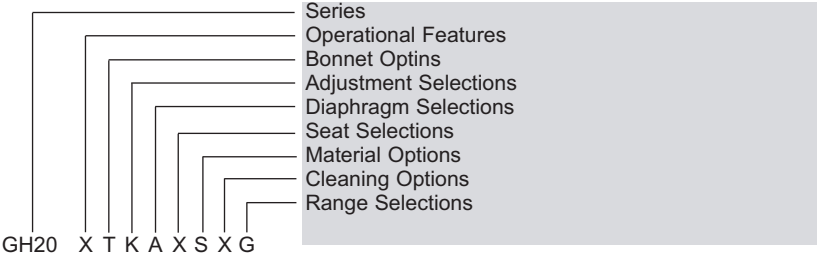 Series
Operational Features
Bonnet Optins
Adjustment Selections
Diaphragm Selections
Seat Selections
Material Options
Cleaning Options
Range Selections
GH20 X T K A X S X G